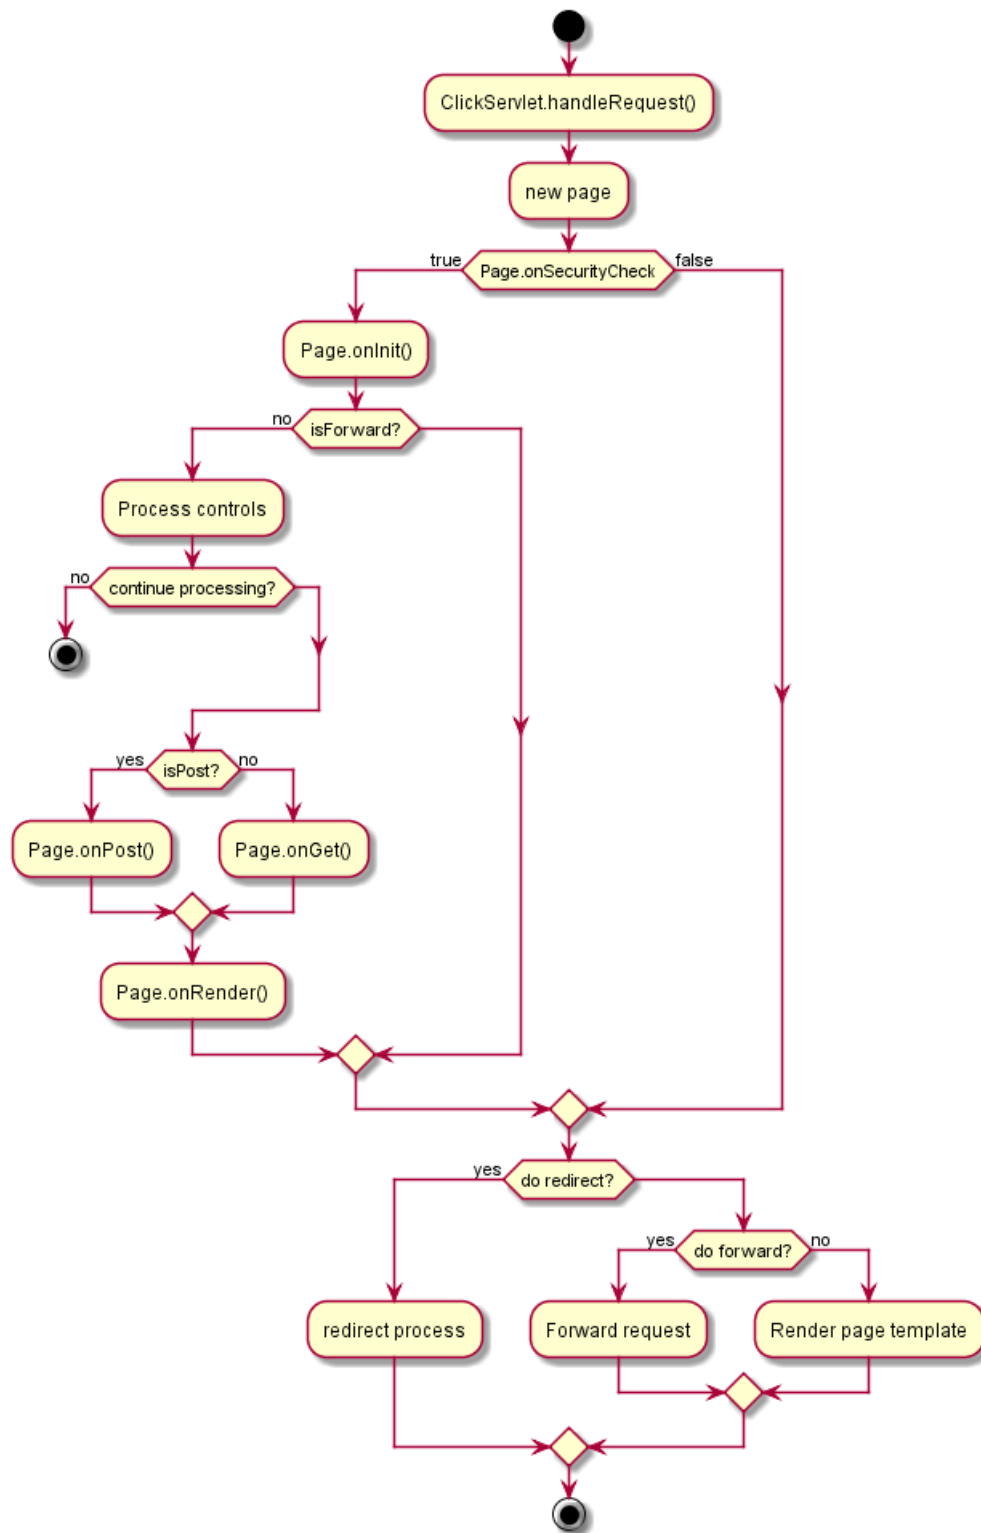 ClickServlet.handleRequest()
new page
true
Page.onSecurityCheck
false
Page.onInit()
no
isForward?
Process controls
no
continue processing?
yes
isPost?
no
Page.onPost()
Page.onGet()
Page.onRender()
yes
do redirect?
yes
do forward?
no
redirect process
Forward request
Render page template